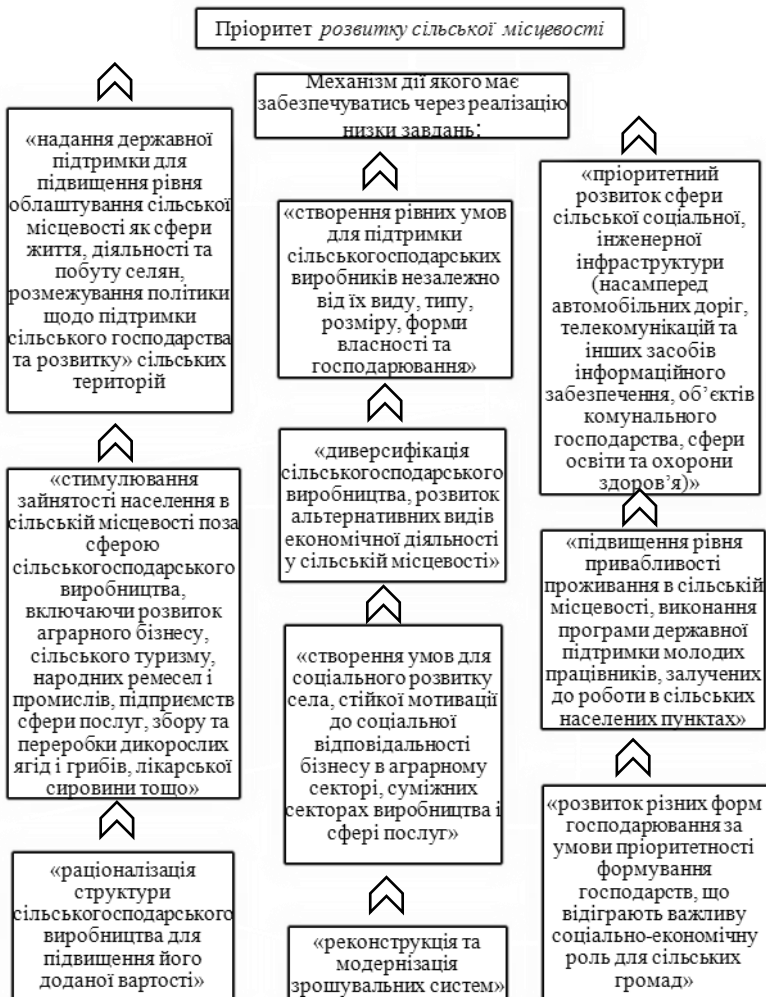 Пріоритет розвитку сільської місцевості
Механізм дії якого має
забезпечуватись через реалізацію
низки завдань:
«надання державної
підтримки для
підвищення рівня
облаштування сільської
місцевості як сфери
життя, діяльності та
побуту селян,
розмежування політики
щодо підтримки
сільського господарства
та розвитку» сільських
територій
«створення рівних умов
для підтримки
сільськогосподарських
виробників незалежно
від їх виду, типу,
розміру, форми
власності та
господарювання»
«пріоритетний
розвиток сфери
сільської соціальної,
інженерної
інфраструктури
(насамперед
автомобільних доріг,
телекомунікацій та
інших засобів
інформаційного
забезпечення, об’єктів
комунального
господарства, сфери
освіти та охорони
здоров’я)»
«стимулювання
зайнятості населення в
сільській місцевості поза
сферою
сільськогосподарського
виробництва,
включаючи розвиток
аграрного бізнесу,
сільського туризму,
народних ремесел і
промислів, підприємств
сфери послуг, збору та
переробки дикорослих
ягід і грибів, лікарської
сировини тощо»
«диверсифікація
сільськогосподарського
виробництва, розвиток
альтернативних видів
економічної діяльності
у сільській місцевості»
«підвищення рівня
привабливості
проживання в сільській
місцевості, виконання
програми державної
підтримки молодих
працівників, залучених
до роботи в сільських
населених пунктах»
«створення умов для
соціального розвитку
села, стійкої мотивації
до соціальної
відповідальності
бізнесу в аграрному
секторі, суміжних
секторах виробництва і
сфері послуг»
«раціоналізація
структури
сільськогосподарського
виробництва для
підвищення його
доданої вартості»
«реконструкція та
модернізація
зрошувальних систем»
«розвиток різних форм
господарювання за
умови пріоритетності
формування
господарств, що
відіграють важливу
соціально-економічну
роль для сільських
громад»